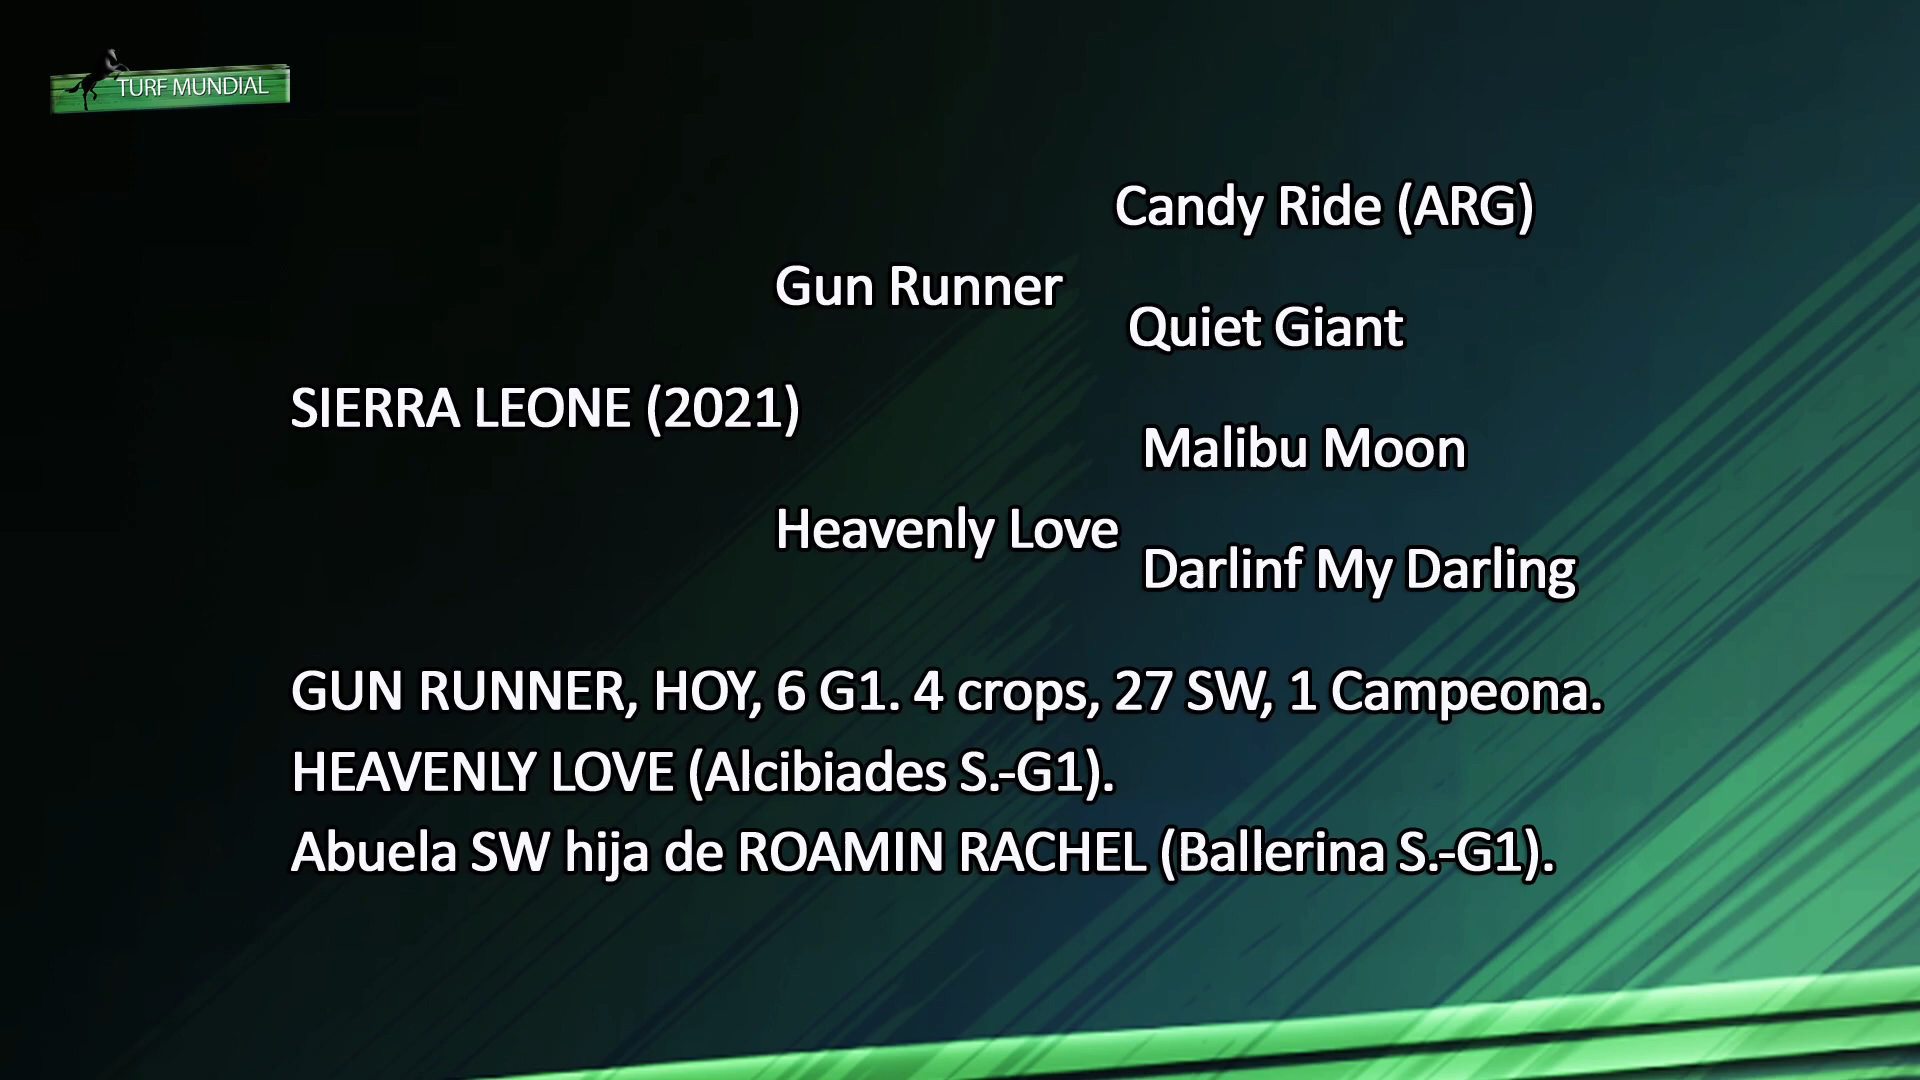 TURF MUNDIAL
Candy Ride (ARG)
Gun Runner
Quiet Giant
SIERRA LEONE (2021)
Malibu Moon
Heavenly Love
Darlinf My Darling
GUN RUNNER, HOY, 6 G1. 4 crops, 27 SW, 1 Campeona.
HEAVENLY LOVE (Alcibiades S.-G1).
Abuela SW hija de ROAMIN RACHEL (Ballerina S.-G1).